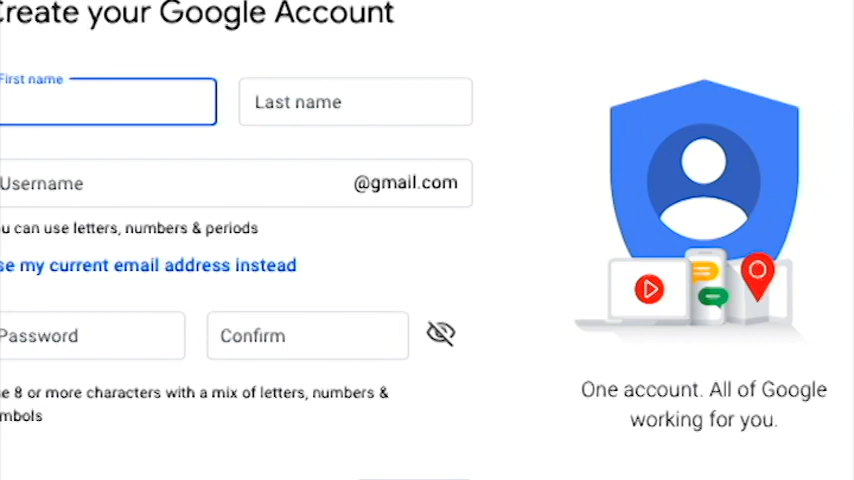 reate your Google Account
First name
Last name
Username
@gmail.com
u can use letters, numbers & periods
se my current email address instead
Password
Confirm
e 8 or more characters with a mix of letters, numbers &
mbols
One account. All of Google
working for you.